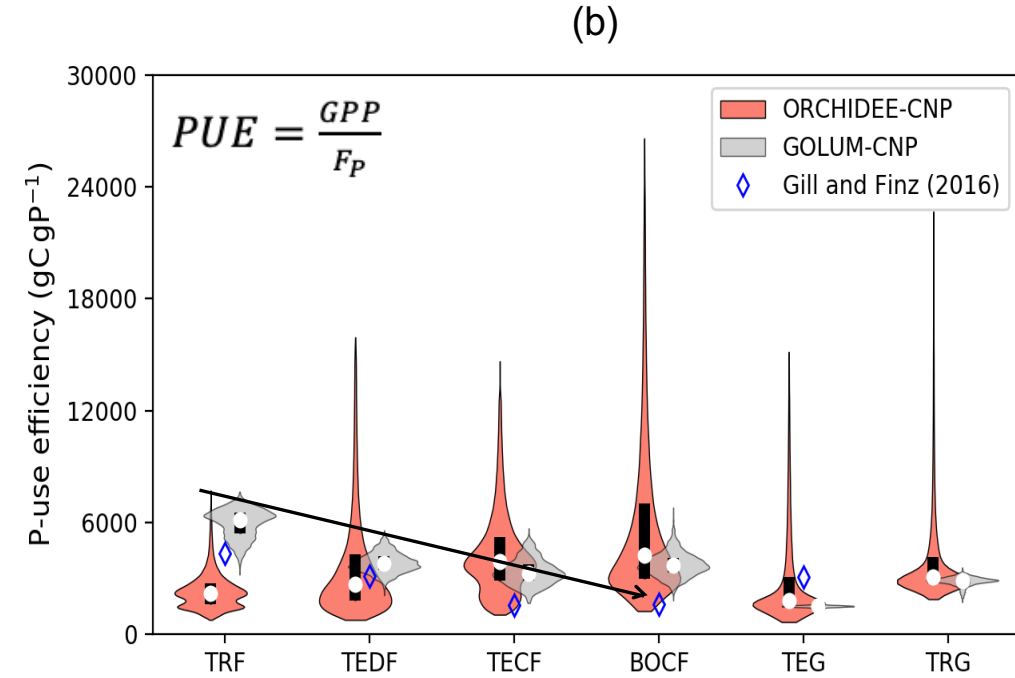 (b)
30000
24000
18000
12000
6000
0
P-use efficiency (gC gP⁻¹)
PUE = GPP / F_P
ORCHIDEE-CNP
GOLUM-CNP
Gill and Finz (2016)
TRF TEDF TECF BOCF TEG TRG